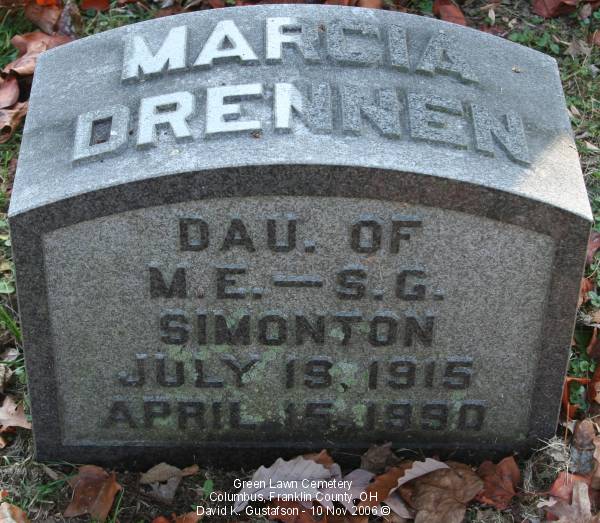 MARCIA
DRENNEN
DAU. OF
M.E.—S.G.
SIMONTON
JULY 19, 1915
APRIL 15, 1990
Green Lawn Cemetery
Columbus, Franklin County, OH
David K. Gustafson - 10 Nov 2006 ©